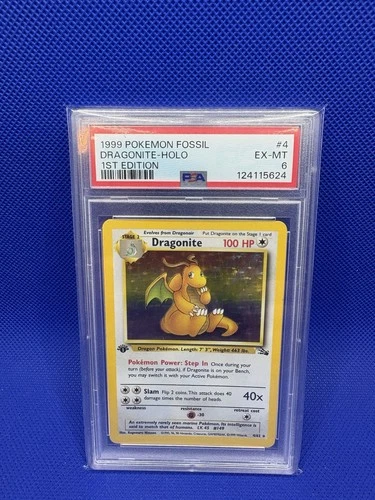 1999 POKEMON FOSSIL #4
DRAGONITE-HOLO EX-MT
1ST EDITION 6
PSA 124115624
Evolves from Dragonair Put Dragonite on the Stage 1 card
STAGE 2 Dragonite 100 HP
Dragon Pokémon. Length: 7' 3", Weight: 463 lbs.
Pokémon Power: Step In Once during your
turn (before your attack), if Dragonite is on your Bench,
you may switch it with your Active Pokémon.
Slam Flip 2 coins. This attack does 40
damage times the number of heads. 40x
weakness resistance retreat cost
-30
An extremely rarely seen marine Pokémon. Its intelligence is
said to match that of humans. LV. 45 #149
4/62